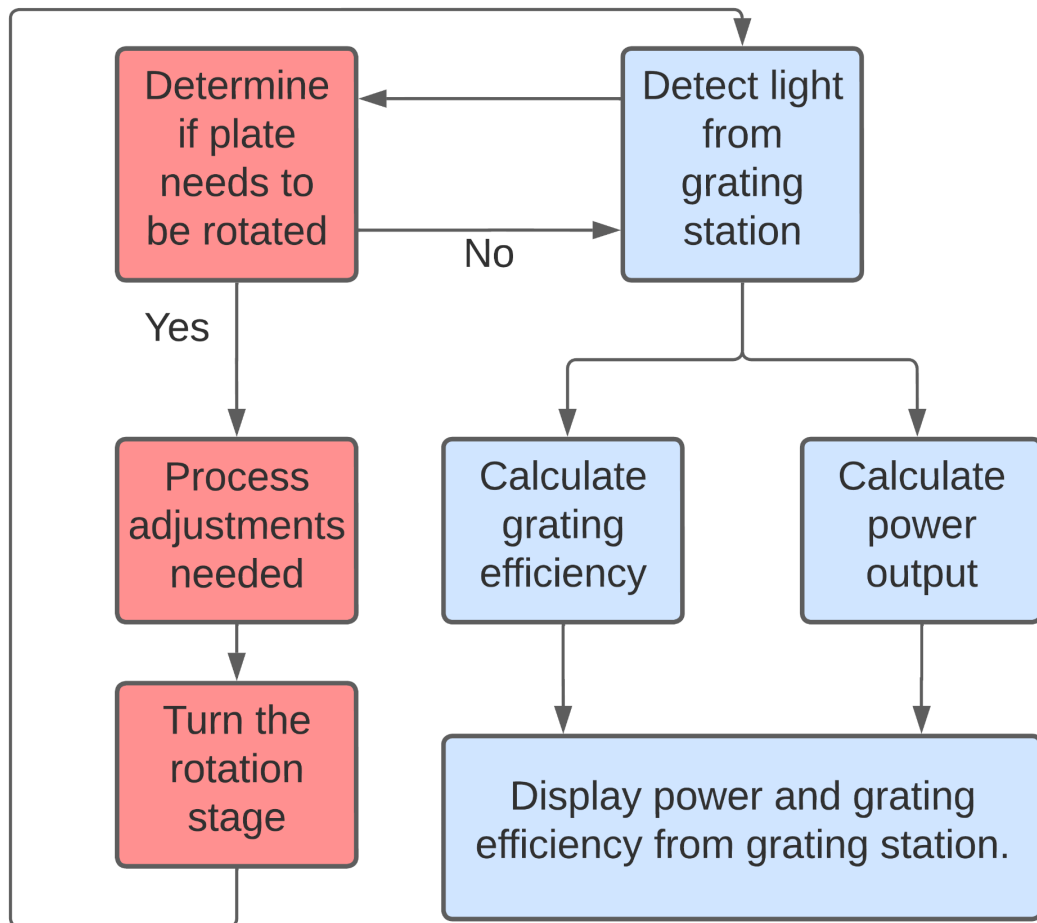 Determine
if plate
needs to
be rotated
Detect light
from
grating
station
No
Yes
Process
adjustments
needed
Calculate
grating
efficiency
Calculate
power
output
Turn the
rotation
stage
Display power and grating
efficiency from grating station.